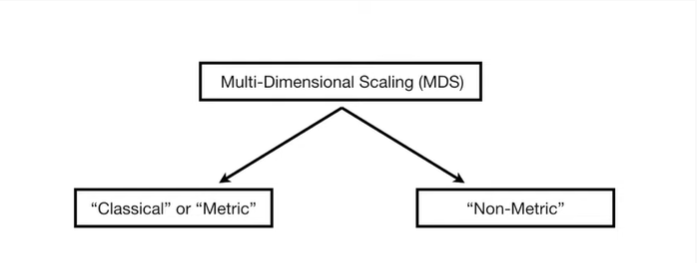 Multi-Dimensional Scaling (MDS)
“Classical” or “Metric”
“Non-Metric”